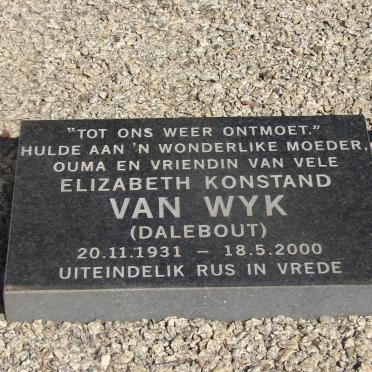 "TOT ONS WEER ONTMOET."
HULDE AAN 'N WONDERLIKE MOEDER,
OUMA EN VRIENDIN VAN VELE
ELIZABETH KONSTAND
VAN WYK
(DALEBOUT)
20.11.1931 – 18.5.2000
UITEINDELIK RUS IN VREDE